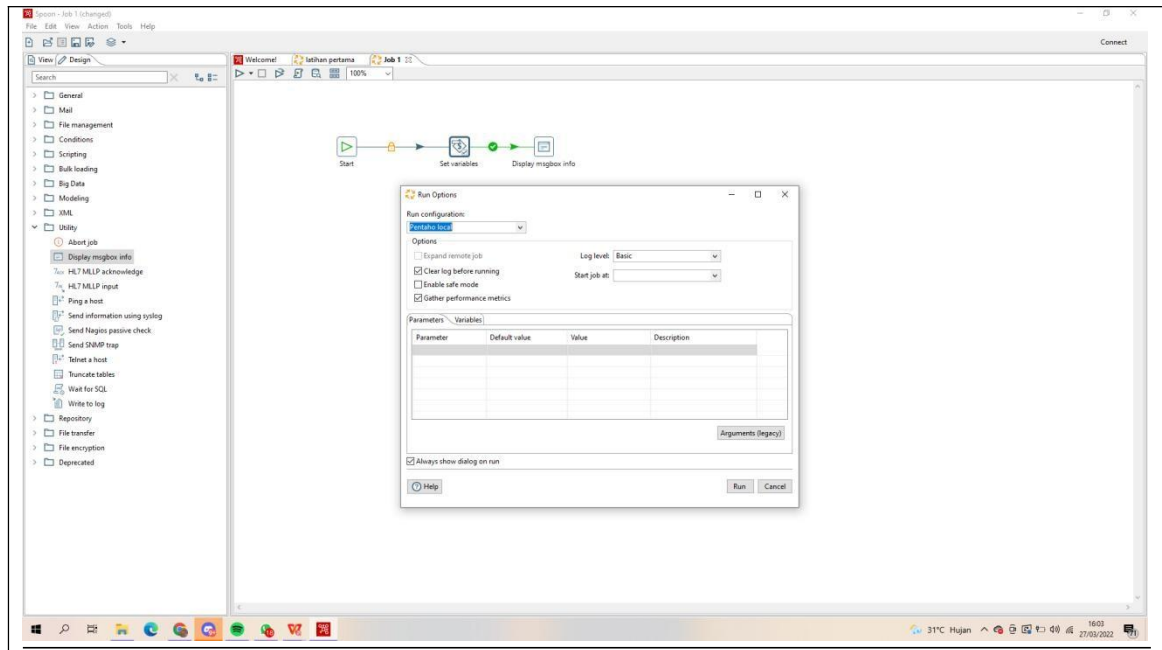 Spoon - Job 1 (changed)
File Edit View Action Tools Help
Connect
View Design
Welcome! latihan pertama Job 1
Search
100%
General
Mail
File management
Conditions
Scripting
Bulk loading
Big Data
Modeling
XML
Utility
Abort job
Display msgbox info
HL7 MLLP acknowledge
HL7 MLLP input
Ping a host
Send information using syslog
Send Nagios passive check
Send SNMP trap
Telnet a host
Truncate tables
Wait for SQL
Write to log
Repository
File transfer
File encryption
Deprecated
Start Set variables Display msgbox info
Run Options
Run configuration:
Pentaho local
Options
Expand remote job Log level: Basic
Clear log before running Start job at:
Enable safe mode
Gather performance metrics
Parameters Variables
Parameter Default value Value Description
Arguments (legacy)
Always show dialog on run
Help Run Cancel
31°C Hujan
16:03
27/03/2022